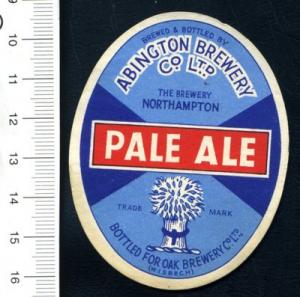 BREWED & BOTTLED BY
ABINGTON BREWERY
CO LTD
THE BREWERY
NORTHAMPTON
PALE ALE
TRADE MARK
BOTTLED FOR OAK BREWERY CO LTD
(WISBECH)
9
10
11
12
13
14
15
16